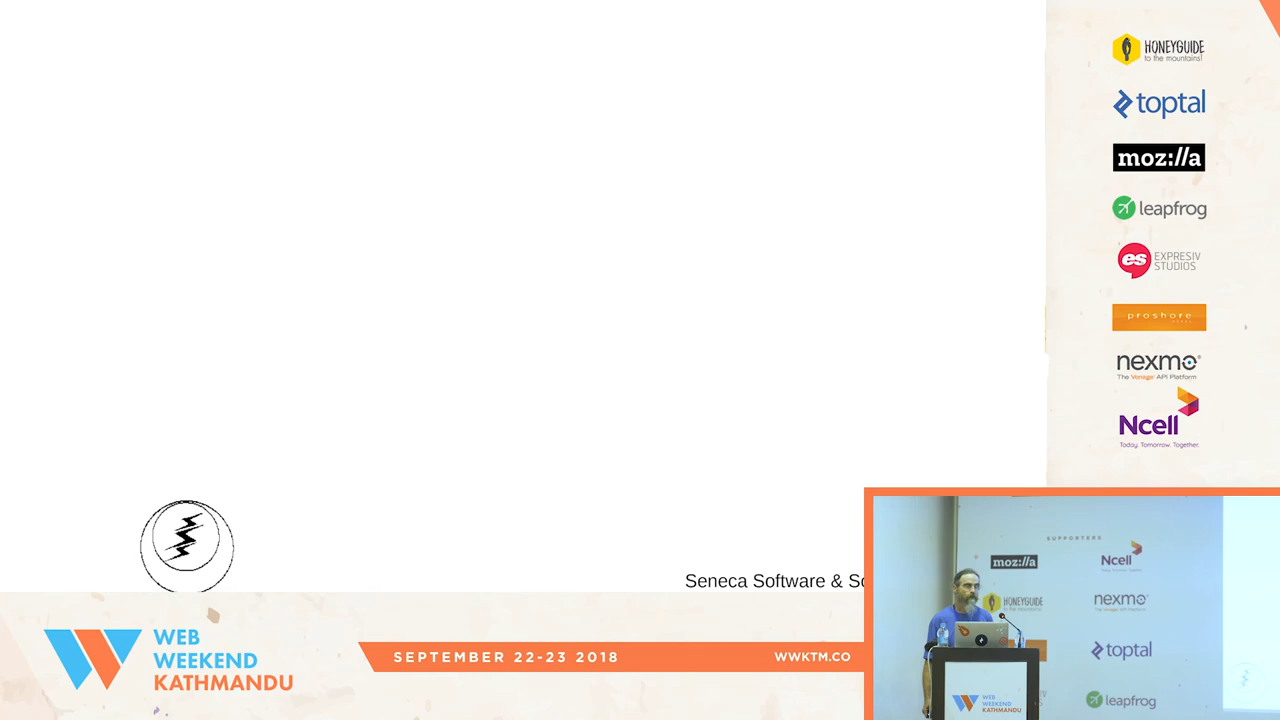 HONEYGUIDE
to the mountains!
toptal
moz://a
leapfrog
es EXPRESIV
STUDIOS
proshore
nexmo
The Vonage API Platform
Ncell
Today. Tomorrow. Together.
Seneca Software & So
WEB
WEEKEND
KATHMANDU
SEPTEMBER 22-23 2018
WWKTM.CO
SUPPORTERS
moz://a
Ncell
HONEYGUIDE
nexmo
toptal
leapfrog
WEB
WEEKEND
KATHMANDU